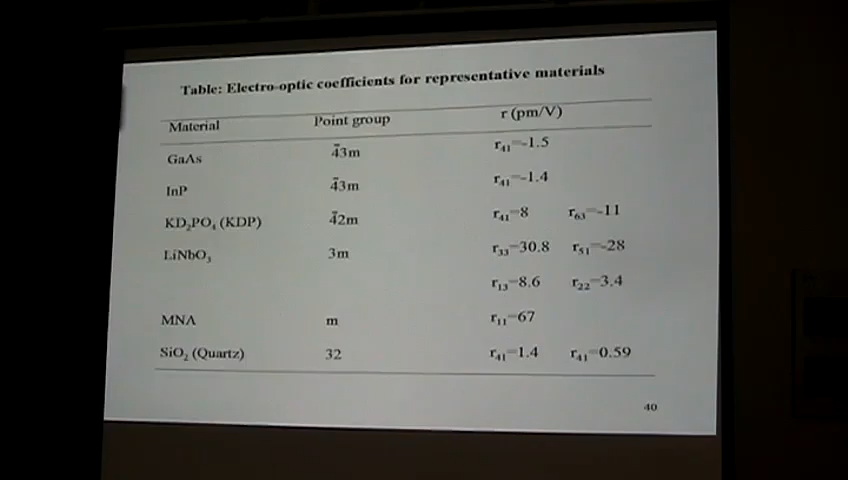 Table: Electro-optic coefficients for representative materials
Material Point group r (pm/V)
GaAs 4̄3m r₄₁=-1.5
InP 4̄3m r₄₁=-1.4
KD₂PO₄ (KDP) 4̄2m r₄₁=8 r₆₃=-11
LiNbO₃ 3m r₃₃=30.8 r₅₁=-28
r₁₃=8.6 r₂₂=3.4
MNA m r₁₁=67
SiO₂ (Quartz) 32 r₄₁=1.4 r₄₁=0.59
40